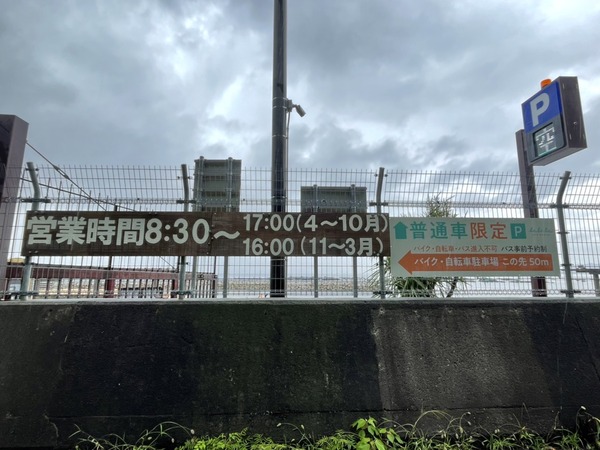 P
空
営業時間8:30〜
17:00(4〜10月)
16:00(11〜3月)
普通車限定P
バイク・自転車・バス進入不可 バス事前予約制
バイク・自転車駐車場 この先50m